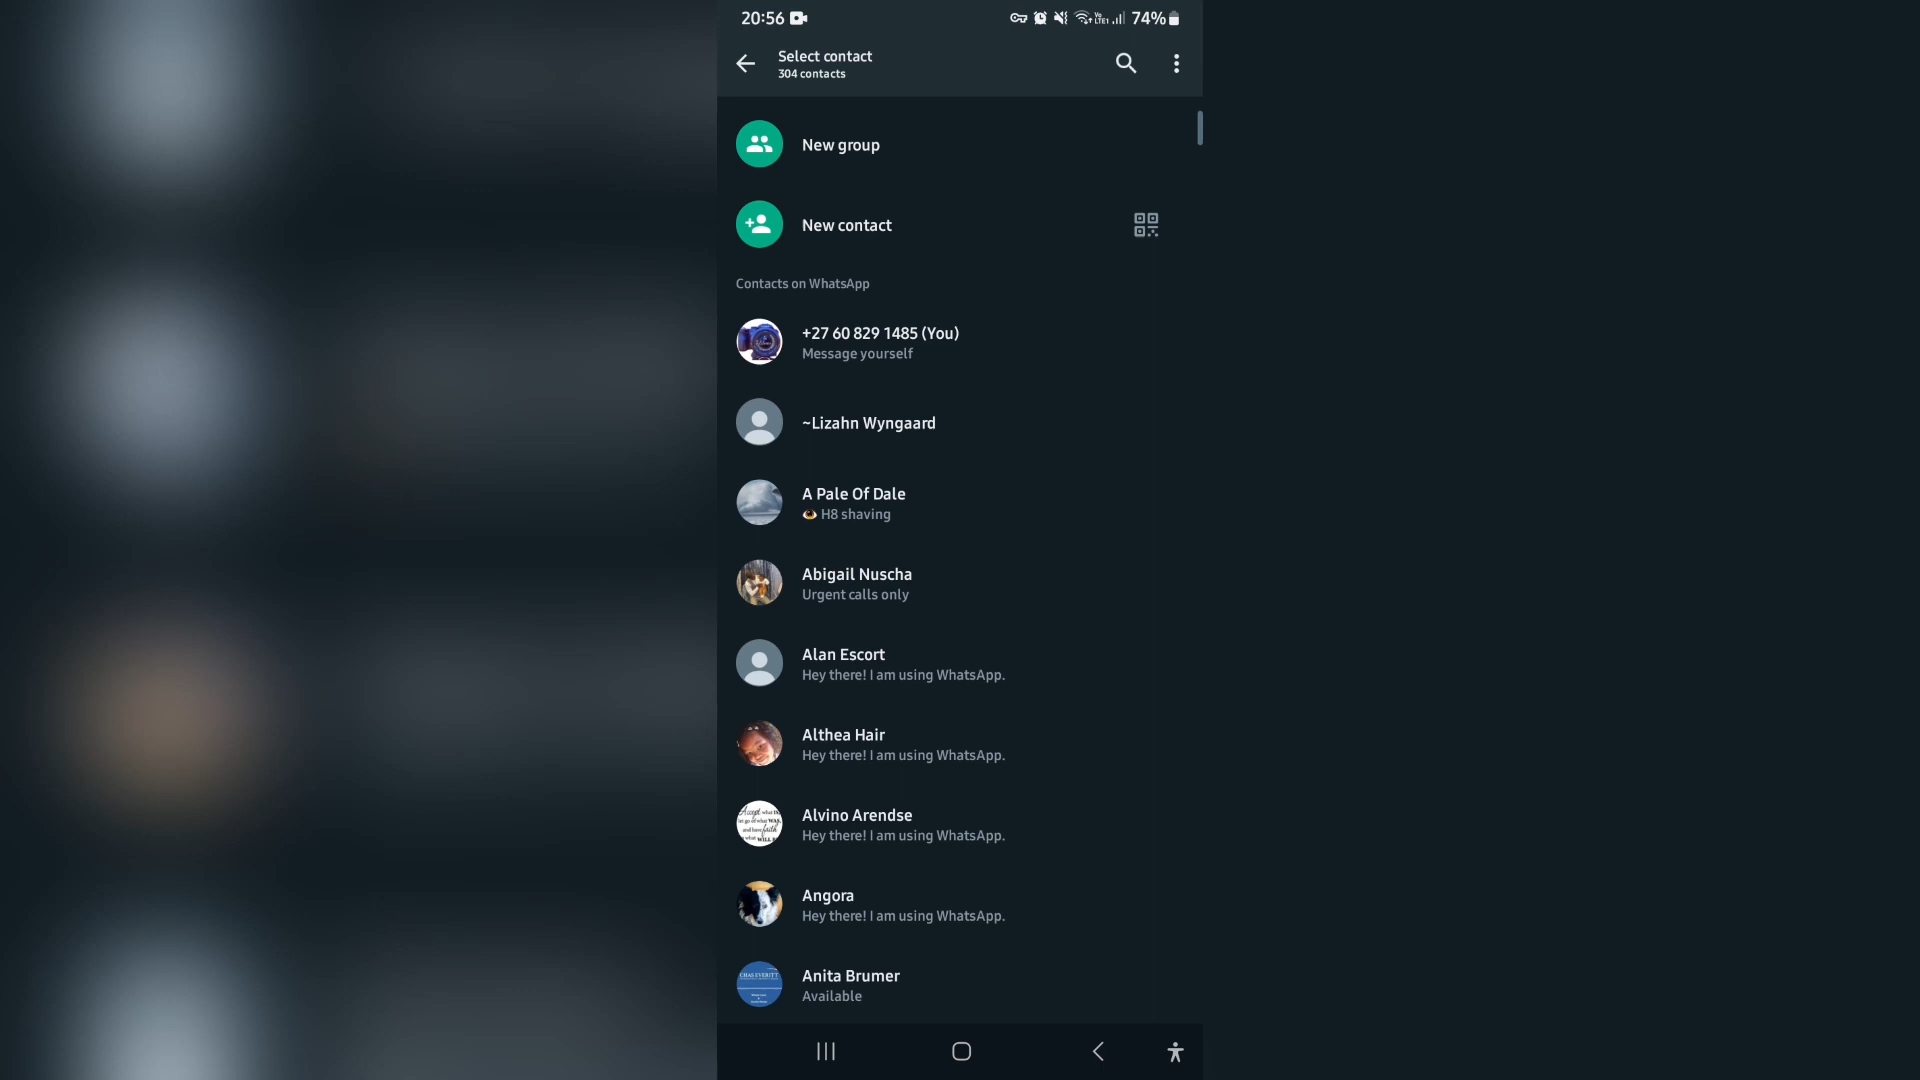 20:56
74%
Select contact
304 contacts
New group
New contact
Contacts on WhatsApp
+27 60 829 1485 (You)
Message yourself
~Lizahn Wyngaard
A Pale Of Dale
👁️ H8 shaving
Abigail Nuscha
Urgent calls only
Alan Escort
Hey there! I am using WhatsApp.
Althea Hair
Hey there! I am using WhatsApp.
Alvino Arendse
Hey there! I am using WhatsApp.
Angora
Hey there! I am using WhatsApp.
Anita Brumer
Available